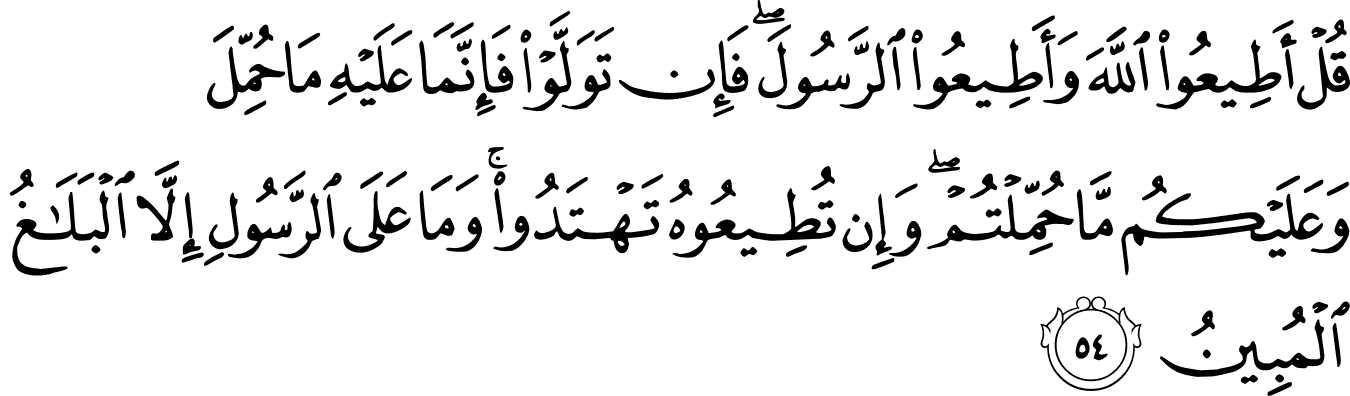 قُلْ أَطِيعُوا۟ ٱللَّهَ وَأَطِيعُوا۟ ٱلرَّسُولَ ۖ فَإِن تَوَلَّوْا۟ فَإِنَّمَا عَلَيْهِ مَا حُمِّلَ
وَعَلَيْكُم مَّا حُمِّلْتُمْ ۖ وَإِن تُطِيعُوهُ تَهْتَدُوا۟ ۚ وَمَا عَلَى ٱلرَّسُولِ إِلَّا ٱلْبَلَٰغُ
ٱلْمُبِينُ ٥٤